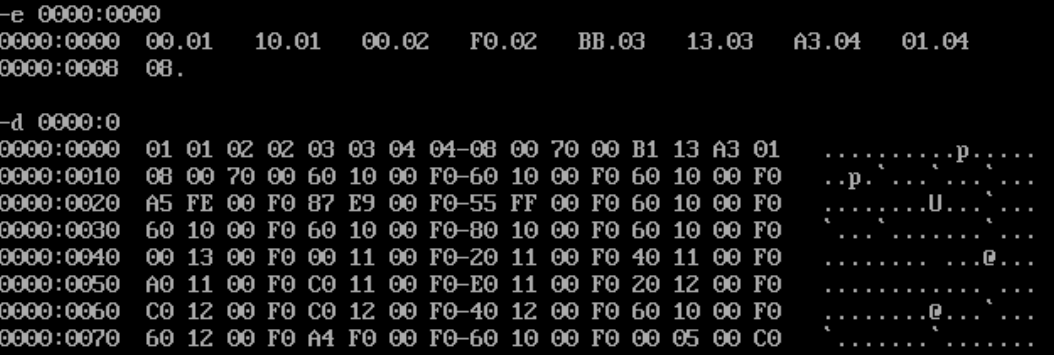 -e 0000:0000
0000:0000  00.01   10.01   00.02   F0.02   BB.03   13.03   A3.04   01.04
0000:0008  08.

-d 0000:0
0000:0000  01 01 02 02 03 03 04 04-08 00 70 00 B1 13 A3 01   ..........p.....
0000:0010  08 00 70 00 60 10 00 F0-60 10 00 F0 60 10 00 F0   ..p.`...`...`...
0000:0020  A5 FE 00 F0 87 E9 00 F0-55 FF 00 F0 60 10 00 F0   ........U...`...
0000:0030  60 10 00 F0 60 10 00 F0-80 10 00 F0 60 10 00 F0   `...`.......`...
0000:0040  00 13 00 F0 00 11 00 F0-20 11 00 F0 40 11 00 F0   ........ ...@...
0000:0050  A0 11 00 F0 C0 11 00 F0-E0 11 00 F0 20 12 00 F0   ............ ...
0000:0060  C0 12 00 F0 C0 12 00 F0-40 12 00 F0 60 10 00 F0   ........@...`...
0000:0070  60 12 00 F0 A4 F0 00 F0-60 10 00 F0 00 05 00 C0   `.......`.......